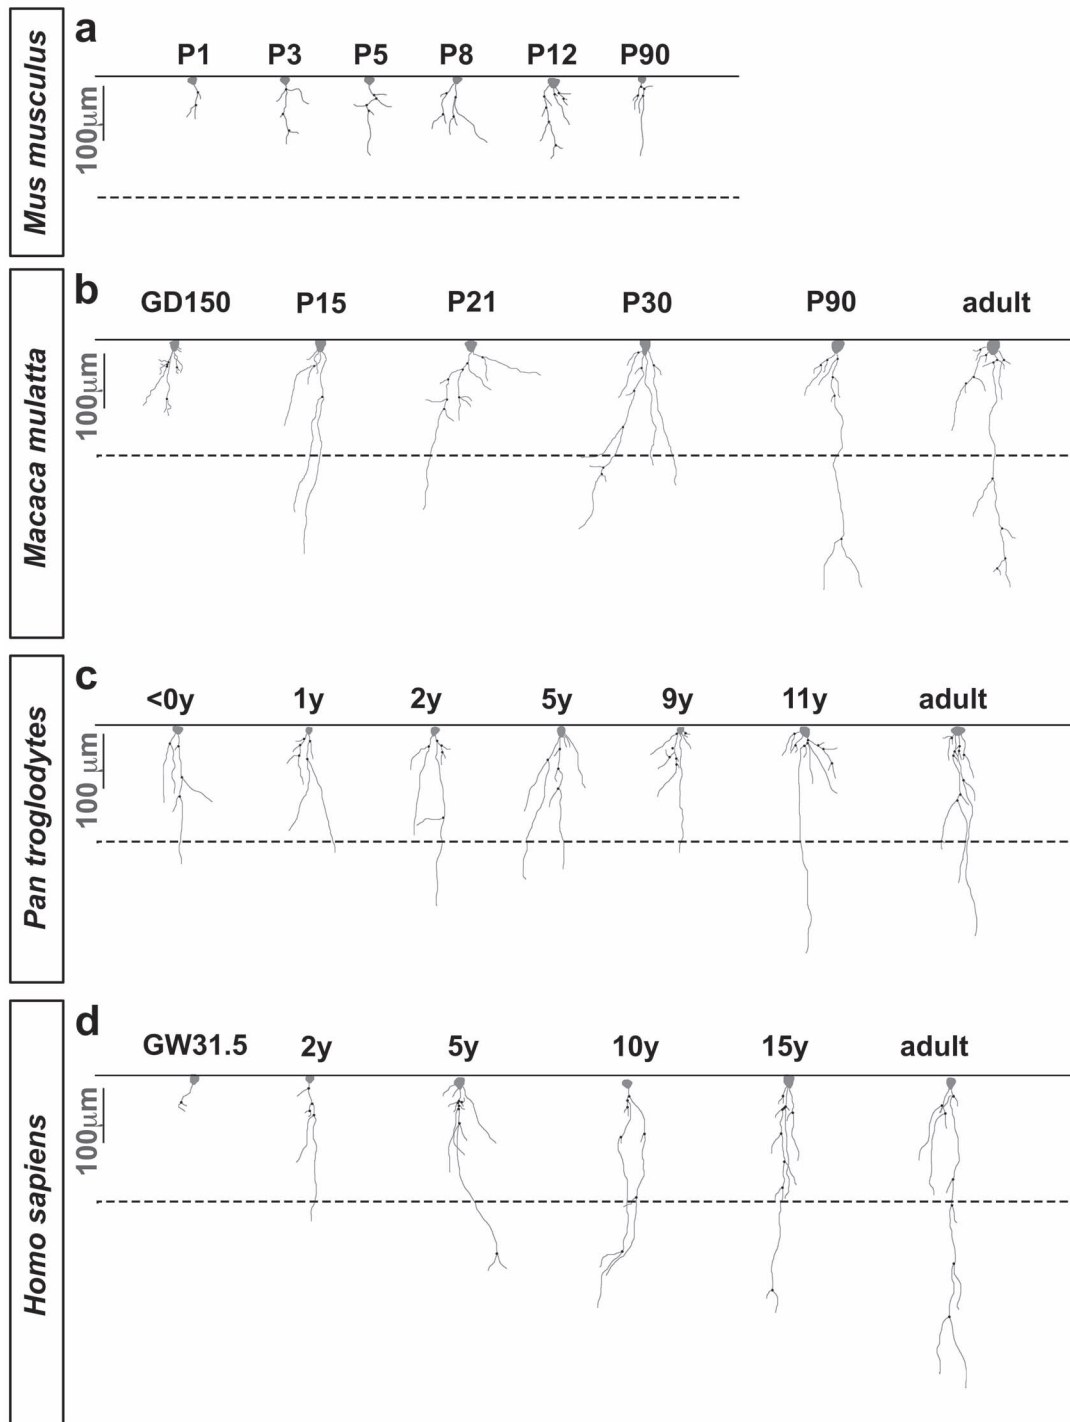 Mus musculus
a
P1 P3 P5 P8 P12 P90
100μm
Macaca mulatta
b
GD150 P15 P21 P30 P90 adult
100μm
Pan troglodytes
c
<0y 1y 2y 5y 9y 11y adult
100 μm
Homo sapiens
d
GW31.5 2y 5y 10y 15y adult
100μm